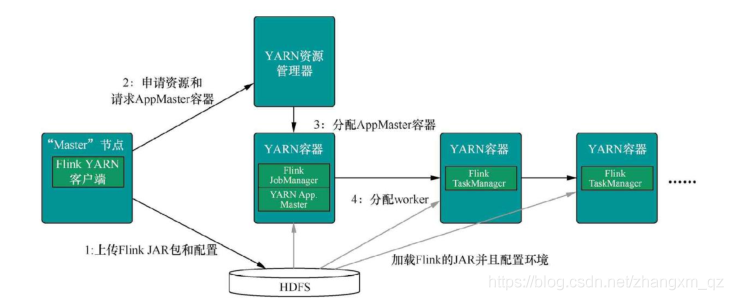 YARN资源
管理器
2：申请资源和
请求AppMaster容器
3：分配AppMaster容器
“Master”节点
Flink YARN
客户端
YARN容器
Flink
JobManager
YARN App.
Master
4：分配worker
YARN容器
Flink
TaskManager
YARN容器
Flink
TaskManager
......
1:上传Flink JAR包和配置
加载Flink的JAR并且配置环境
HDFS
https://blog.csdn.net/zhangxm_qz